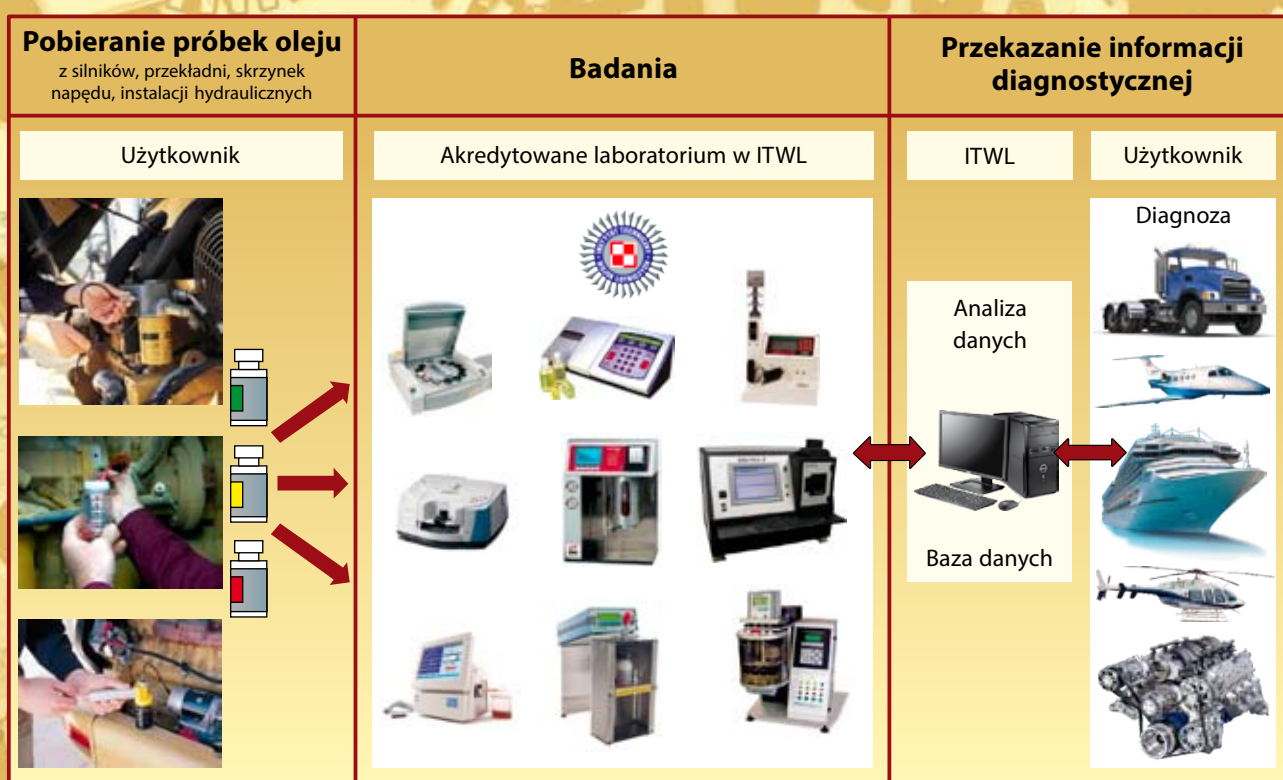 Pobieranie próbek oleju
z silników, przekładni, skrzynek
napędu, instalacji hydraulicznych
Badania
Przekazanie informacji
diagnostycznej
Użytkownik
Akredytowane laboratorium w ITWL
ITWL
Użytkownik
Diagnoza
Analiza
danych
Baza danych